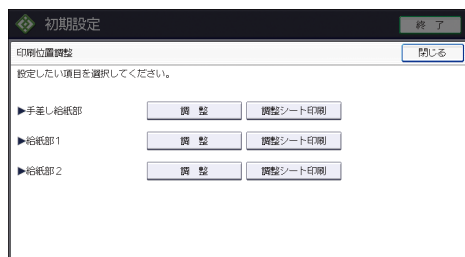 初期設定
終 了
印刷位置調整
閉じる
設定したい項目を選択してください。
▶手差し給紙部 調 整 調整シート印刷
▶給紙部1 調 整 調整シート印刷
▶給紙部2 調 整 調整シート印刷